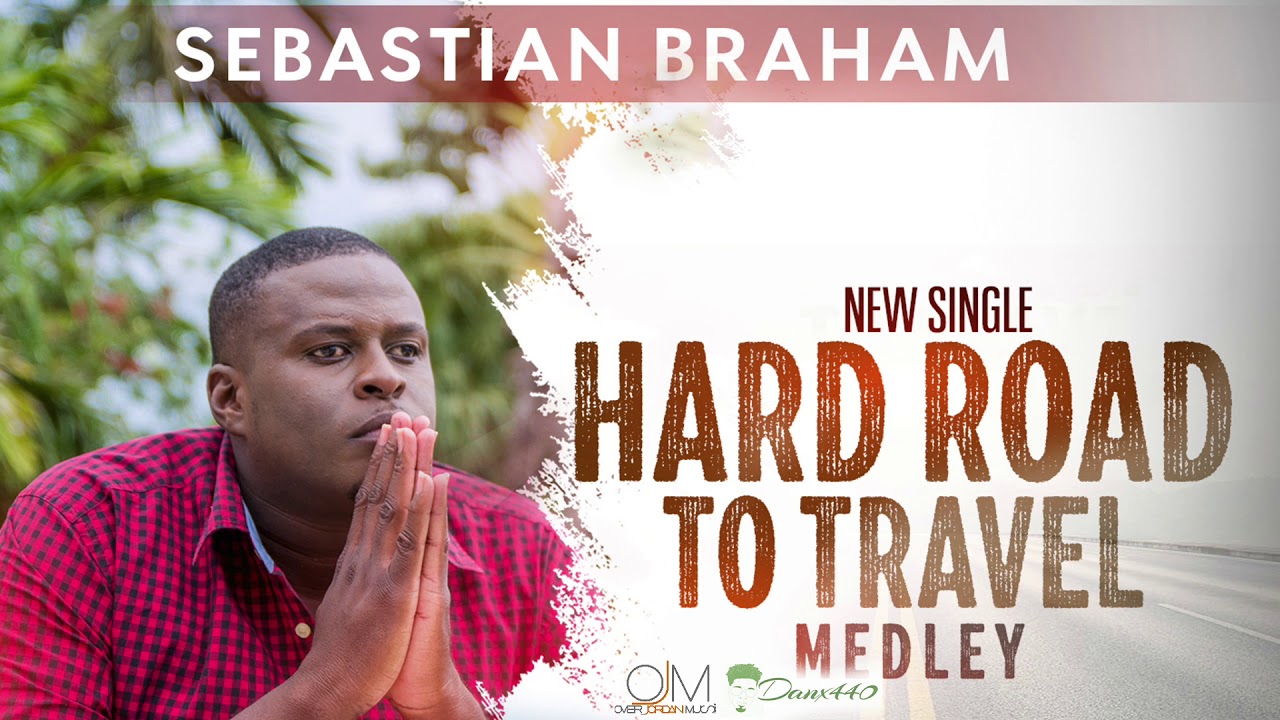 SEBASTIAN BRAHAM
NEW SINGLE
HARD ROAD
TO TRAVEL
MEDLEY
OJM
OVER JORDAN MUSIC
Danx440